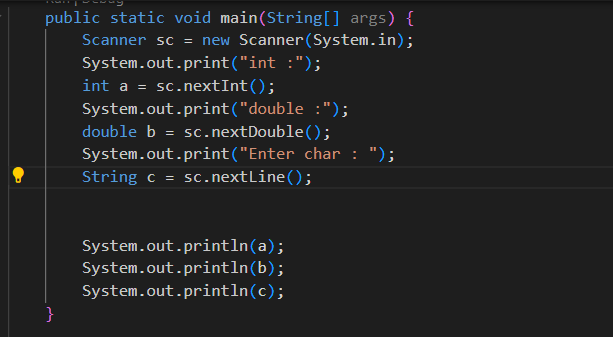 Run | Debug
public static void main(String[] args) {
Scanner sc = new Scanner(System.in);
System.out.print("int :");
int a = sc.nextInt();
System.out.print("double :");
double b = sc.nextDouble();
System.out.print("Enter char : ");
String c = sc.nextLine();
System.out.println(a);
System.out.println(b);
System.out.println(c);
}